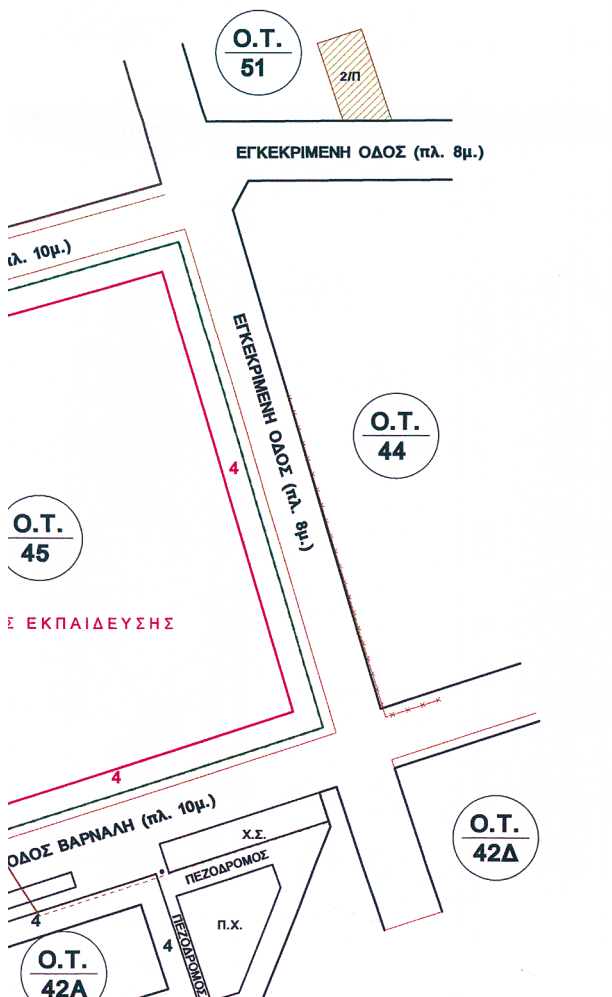 Ο.Τ.
51
2/Π
ΕΓΚΕΚΡΙΜΕΝΗ ΟΔΟΣ (πλ. 8μ.)
πλ. 10μ.)
ΕΓΚΕΚΡΙΜΕΝΗ ΟΔΟΣ (πλ. 8μ.)
Ο.Τ.
44
4
Ο.Τ.
45
Σ ΕΚΠΑΙΔΕΥΣΗΣ
4
ΟΔΟΣ ΒΑΡΝΑΛΗ (πλ. 10μ.)
Χ.Σ.
ΠΕΖΟΔΡΟΜΟΣ
Ο.Τ.
42Δ
4
Π.Χ.
ΠΕΖΟΔΡΟΜΟΣ
4
Ο.Τ.
42Α